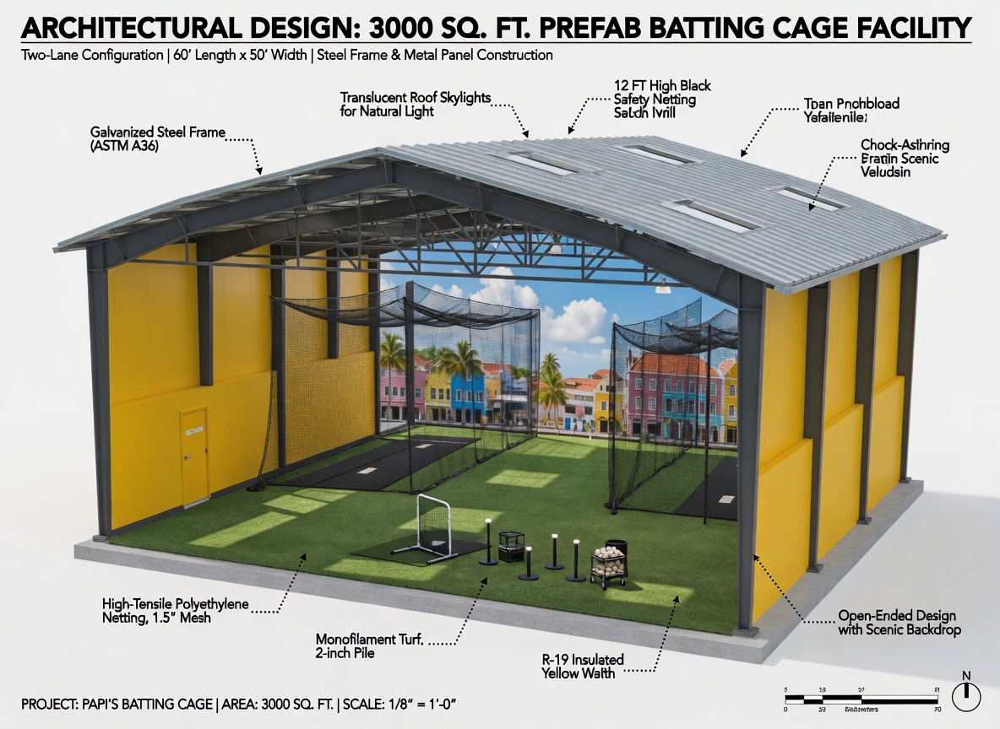 ARCHITECTURAL DESIGN: 3000 SQ. FT. PREFAB BATTING CAGE FACILITY
Two-Lane Configuration | 60' Length x 50' Width | Steel Frame & Metal Panel Construction
Translucent Roof Skylights
for Natural Light
12 FT High Black
Safety Netting
Galvanized Steel Frame
(ASTM A36)
Scenic
High-Tensile Polyethylene
Netting, 1.5" Mesh
Monofilament Turf,
2-inch Pile
R-19 Insulated
Yellow
Open-Ended Design
with Scenic Backdrop
PROJECT: PAPI'S BATTING CAGE | AREA: 3000 SQ. FT. | SCALE: 1/8" = 1'-0"
N